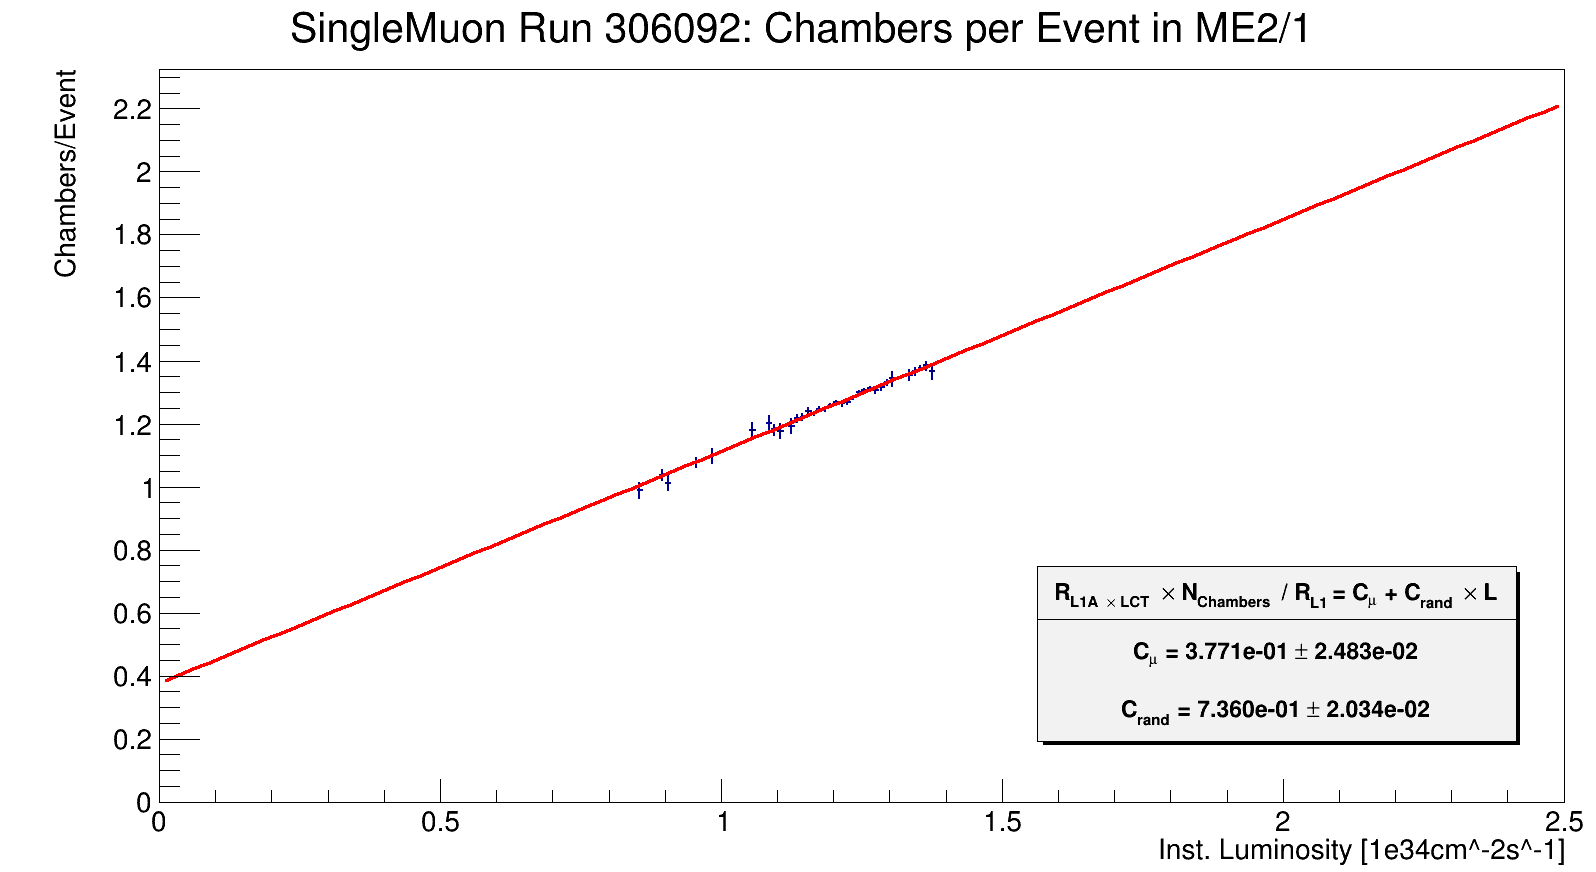 SingleMuon Run 306092: Chambers per Event in ME2/1
Chambers/Event
2.2
2
1.8
1.6
1.4
1.2
1
0.8
0.6
0.4
0.2
0
R_L1A × LCT × N_Chambers / R_L1 = C_μ + C_rand × L
C_μ = 3.771e-01 ± 2.483e-02
C_rand = 7.360e-01 ± 2.034e-02
0 0.5 1 1.5 2 2.5
Inst. Luminosity [1e34cm^-2s^-1]